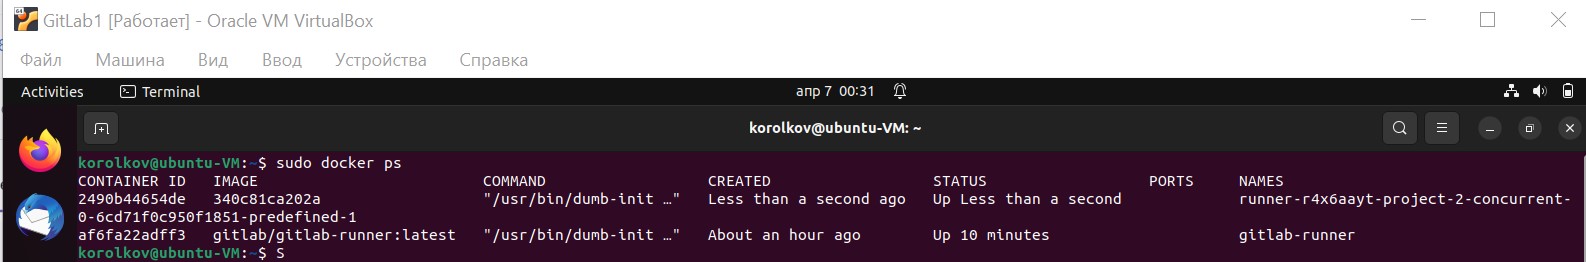 GitLab1 [Работает] - Oracle VM VirtualBox
Файл Машина Вид Ввод Устройства Справка
Activities Terminal апр 7 00:31
korolkov@ubuntu-VM: ~
korolkov@ubuntu-VM:~$ sudo docker ps
CONTAINER ID IMAGE COMMAND CREATED STATUS PORTS NAMES
2490b44654de 340c81ca202a "/usr/bin/dumb-init …" Less than a second ago Up Less than a second runner-r4x6aayt-project-2-concurrent-
0-6cd71f0c950f1851-predefined-1
af6fa22adff3 gitlab/gitlab-runner:latest "/usr/bin/dumb-init …" About an hour ago Up 10 minutes gitlab-runner
korolkov@ubuntu-VM:~$ S